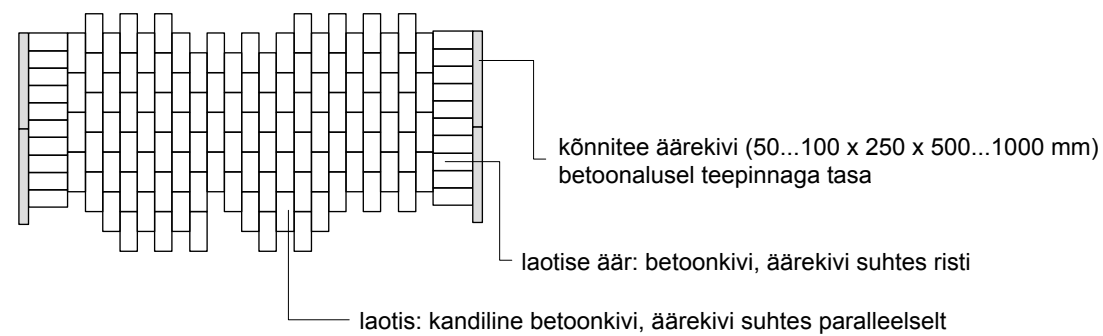 kõnnitee äärekivi (50...100 x 250 x 500...1000 mm)
betoonalusel teepinnaga tasa
laotise äär: betoonkivi, äärekivi suhtes risti
laotis: kandiline betoonkivi, äärekivi suhtes paralleelselt